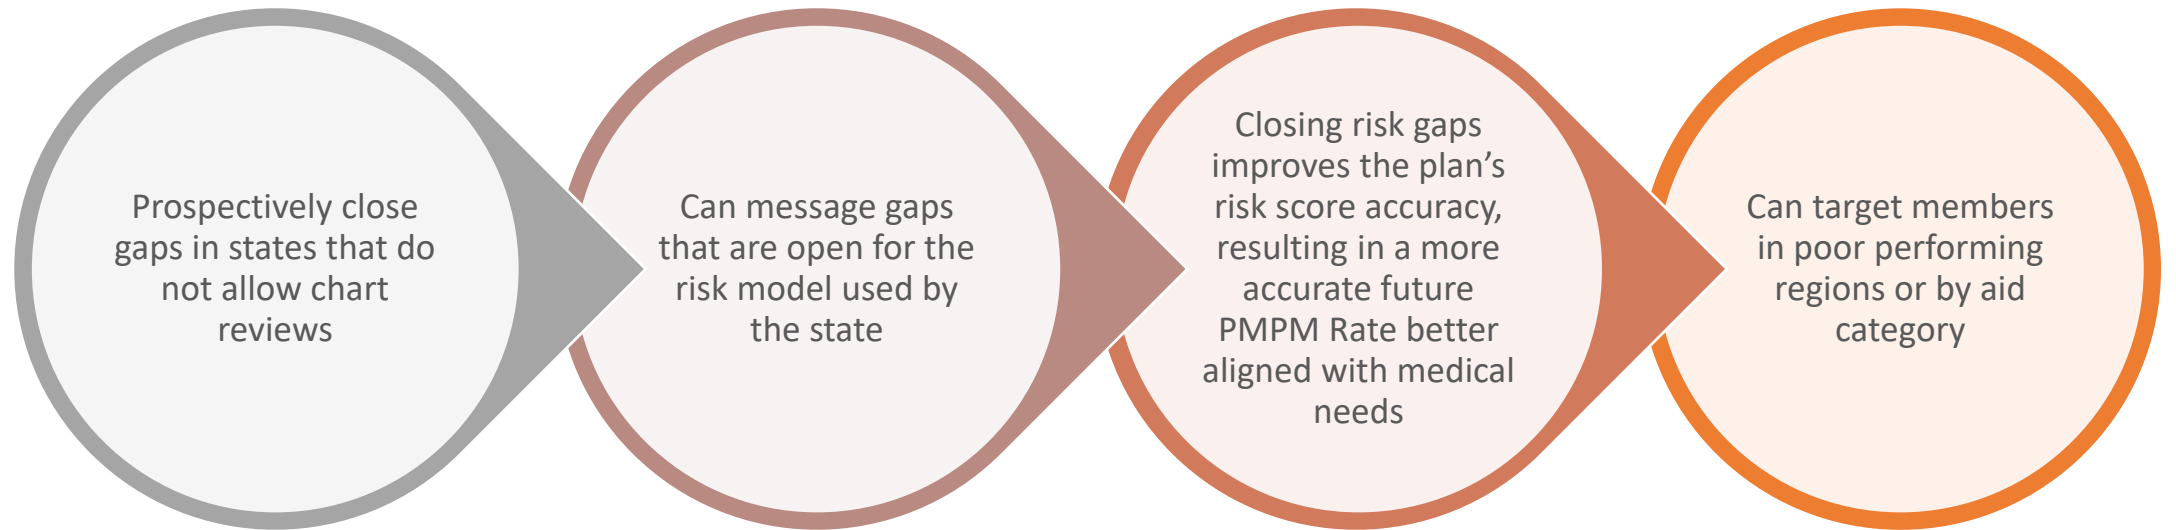 Prospectively close
gaps in states that do
not allow chart
reviews
Can message gaps
that are open for the
risk model used by
the state
Closing risk gaps
improves the plan’s
risk score accuracy,
resulting in a more
accurate future
PMPM Rate better
aligned with medical
needs
Can target members
in poor performing
regions or by aid
category